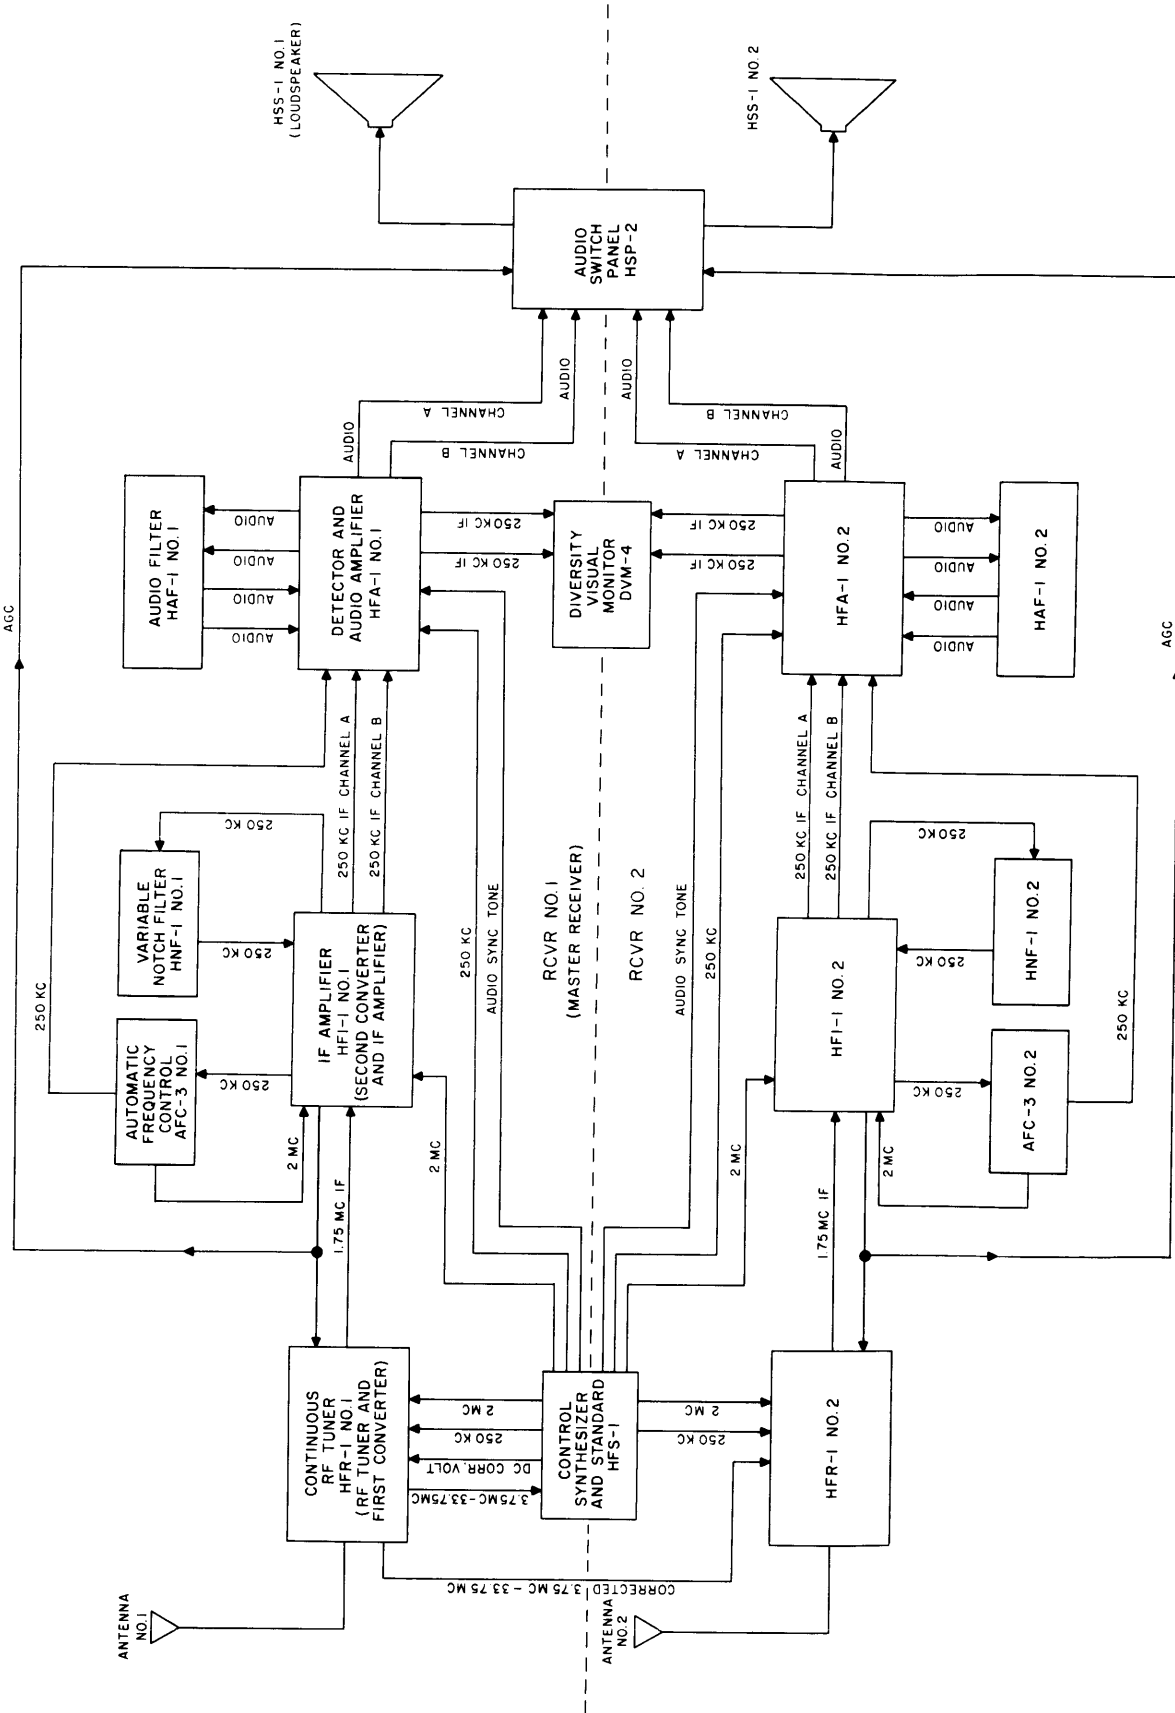 ANTENNA
NO.1
CONTINUOUS
RF TUNER
HFR-1 NO.1
(RF TUNER AND
FIRST CONVERTER)
3.75MC-33.75MC
DC CORR. VOLT
250 KC
2 MC
CORRECTED 3.75 MC - 33.75 MC
1.75 MC IF
AGC
AUTOMATIC
FREQUENCY
CONTROL
AFC-3 NO.1
2 MC
250 KC
250 KC
VARIABLE
NOTCH FILTER
HNF-1 NO.1
250 KC
250 KC
IF AMPLIFIER
HFI-1 NO.1
(SECOND CONVERTER
AND IF AMPLIFIER)
2 MC
250 KC IF CHANNEL A
250 KC IF CHANNEL B
AUDIO FILTER
HAF-1 NO.1
AUDIO
AUDIO
AUDIO
AUDIO
DETECTOR AND
AUDIO AMPLIFIER
HFA-1 NO.1
250 KC
AUDIO SYNC TONE
250 KC IF
250 KC IF
AUDIO
CHANNEL A
CHANNEL B
AUDIO
HSS-1 NO.1
(LOUDSPEAKER)
CONTROL
SYNTHESIZER
AND STANDARD
HFS-1
RCVR NO.1
(MASTER RECEIVER)
RCVR NO. 2
DIVERSITY
VISUAL
MONITOR
DVM-4
AUDIO
SWITCH
PANEL
HSP-2
ANTENNA
NO.2
250 KC
2 MC
HFR-1 NO.2
1.75 MC IF
2 MC
AUDIO SYNC TONE
250 KC
HFI-1 NO.2
250 KC IF CHANNEL A
250 KC IF CHANNEL B
2 MC
250 KC
AFC-3 NO.2
250 KC
250 KC
HNF-1 NO.2
250 KC
250 KC IF
250 KC IF
HFA-1 NO.2
AUDIO
AUDIO
AUDIO
AUDIO
HAF-1 NO.2
AUDIO
CHANNEL A
CHANNEL B
AUDIO
HSS-1 NO.2
AGC